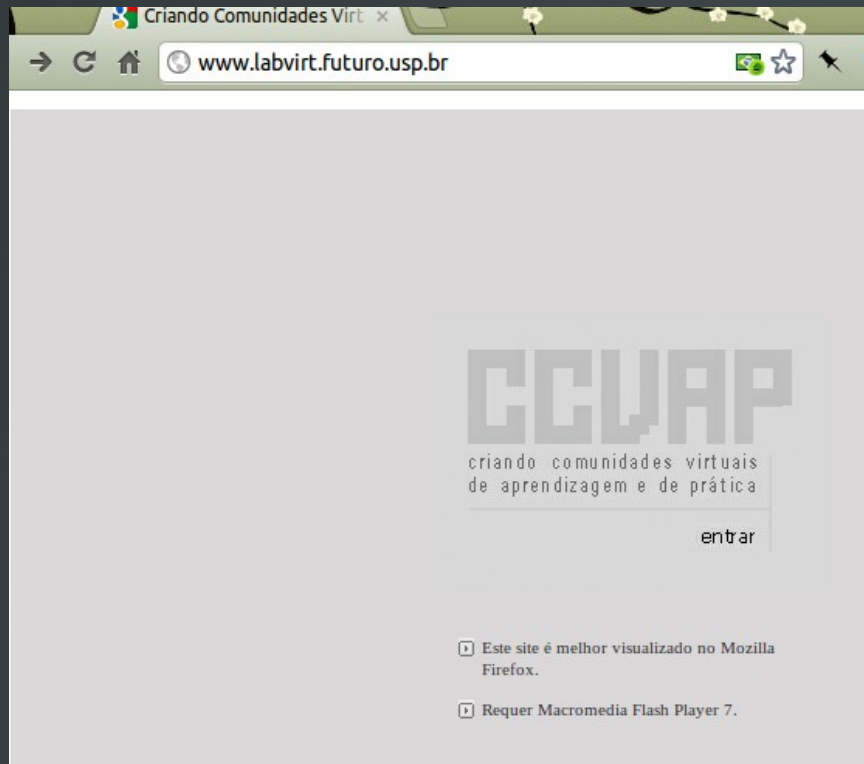 Criando Comunidades Virt
www.labvirt.futuro.usp.br
CCVAP
criando comunidades virtuais
de aprendizagem e de prática
entrar
Este site é melhor visualizado no Mozilla
Firefox.
Requer Macromedia Flash Player 7.